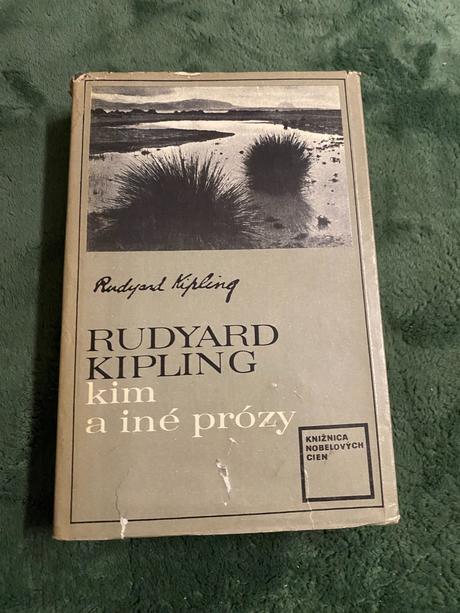 Rudyard Kipling
RUDYARD
KIPLING
kim
a iné prózy
KNIŽNICA
NOBELOVÝCH
CIEN